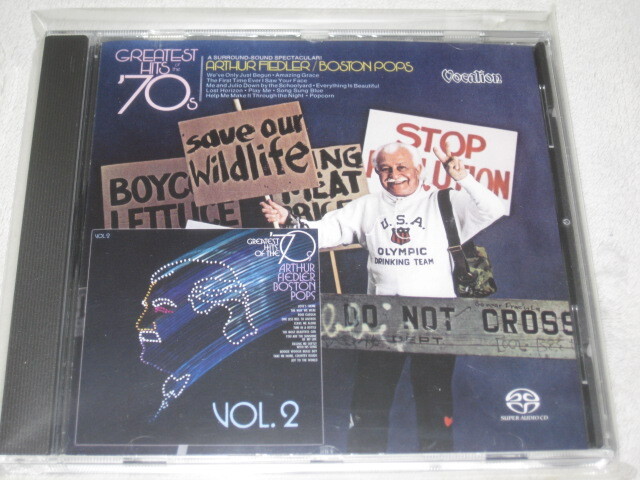 GREATEST
HITS OF THE
'70s
A SURROUND-SOUND SPECTACULAR!
ARTHUR FIEDLER/BOSTON POPS
We've Only Just Begun • Amazing Grace
The First Time Ever I Saw Your Face
Me and Julio Down by the Schoolyard • Everything Is Beautiful
Lost Horizon • Play Me • Song Sung Blue
Help Me Make It Through the Night • Popcorn
Vocalion
save our
Wildlife
STOP
LUTION
BOYC
LETTUCE
ING
MEAT
U.S.A.
OLYMPIC
DRINKING TEAM
DO NOT CROSS
DEPT
VOL. 2
GREATEST
HITS OF THE
'70s
ARTHUR
FIEDLER
BOSTON
POPS
VOL. 2
SUPER AUDIO CD